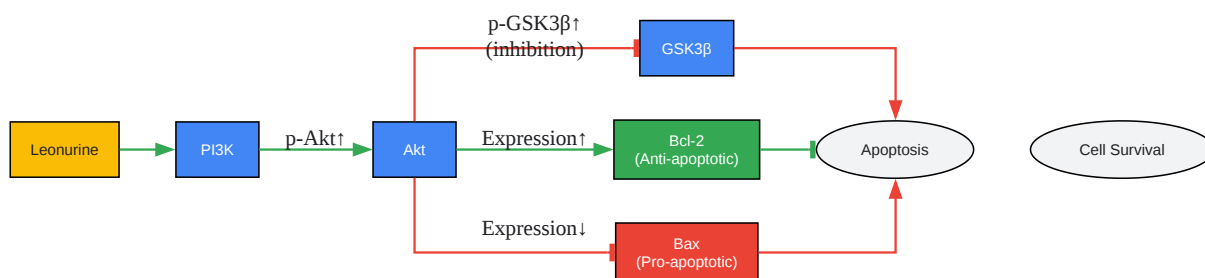 p-GSK3β↑
(inhibition)
GSK3β
Leonurine
PI3K
p-Akt↑
Akt
Expression↑
Bcl-2
(Anti-apoptotic)
Apoptosis
Cell Survival
Expression↓
Bax
(Pro-apoptotic)